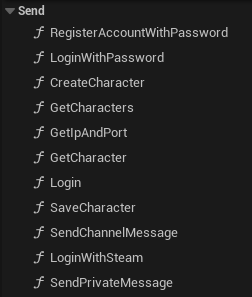 Send
RegisterAccountWithPassword
LoginWithPassword
CreateCharacter
GetCharacters
GetIpAndPort
GetCharacter
Login
SaveCharacter
SendChannelMessage
LoginWithSteam
SendPrivateMessage